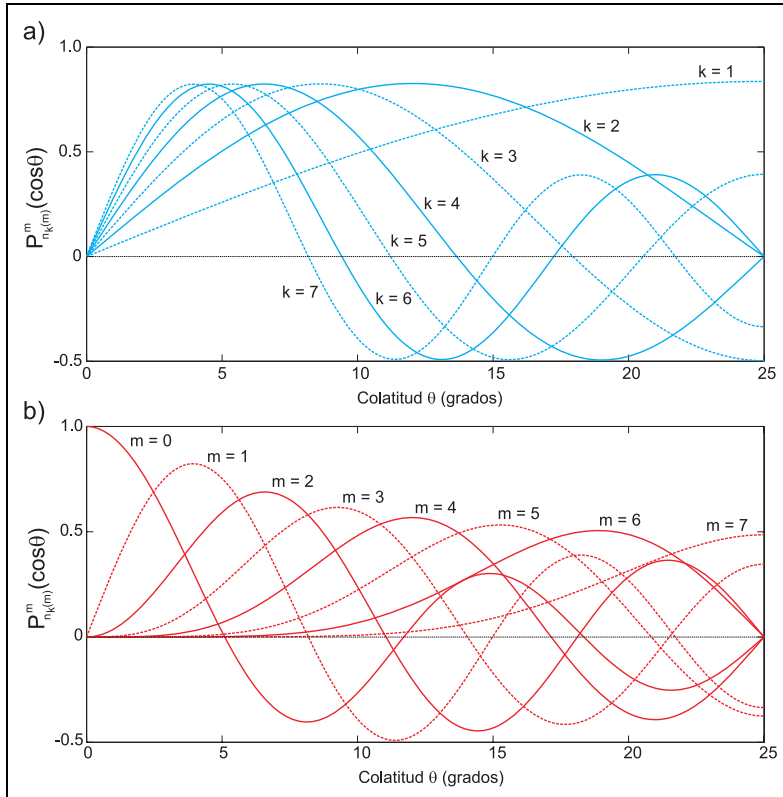 a)
1.0
0.5
0
-0.5
P^m_{n_k(m)}(cosθ)
k = 1
k = 2
k = 3
k = 4
k = 5
k = 6
k = 7
0 5 10 15 20 25
Colatitud θ (grados)
b)
1.0
0.5
0
-0.5
P^m_{n_k(m)}(cosθ)
m = 0
m = 1
m = 2
m = 3
m = 4
m = 5
m = 6
m = 7
0 5 10 15 20 25
Colatitud θ (grados)